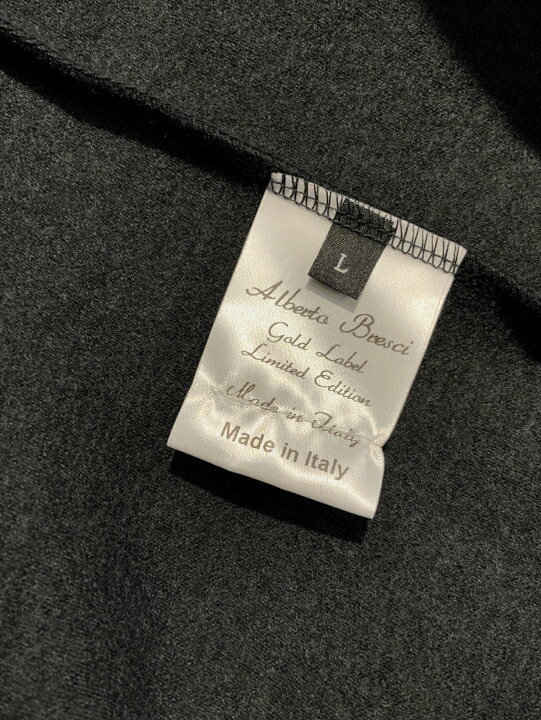 L
Alberto Bresci
Gold Label
Limited Edition
Made in Italy
Made in Italy